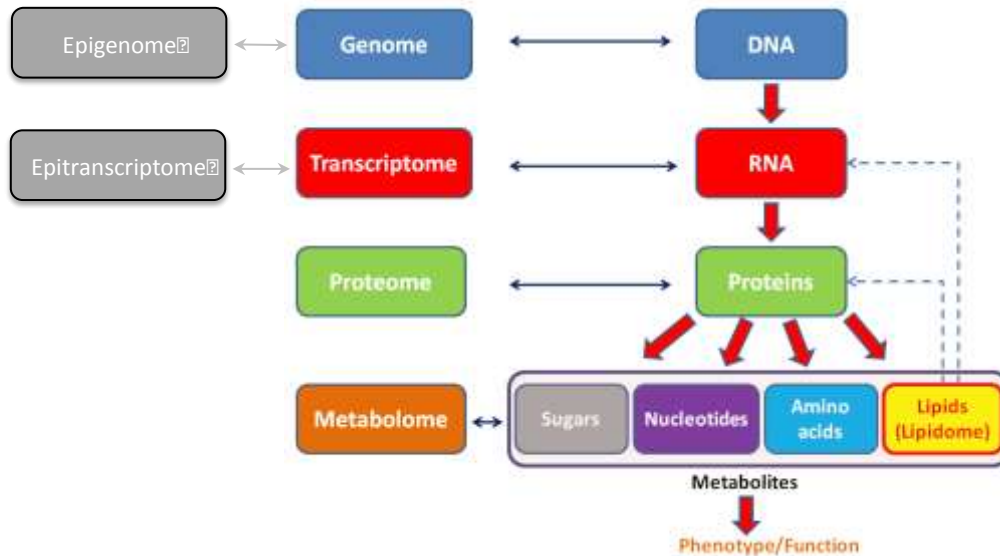 Epigenome
Genome
DNA
Epitranscriptome
Transcriptome
RNA
Proteome
Proteins
Metabolome
Sugars
Nucleotides
Amino
acids
Lipids
(Lipidome)
Metabolites
Phenotype/Function